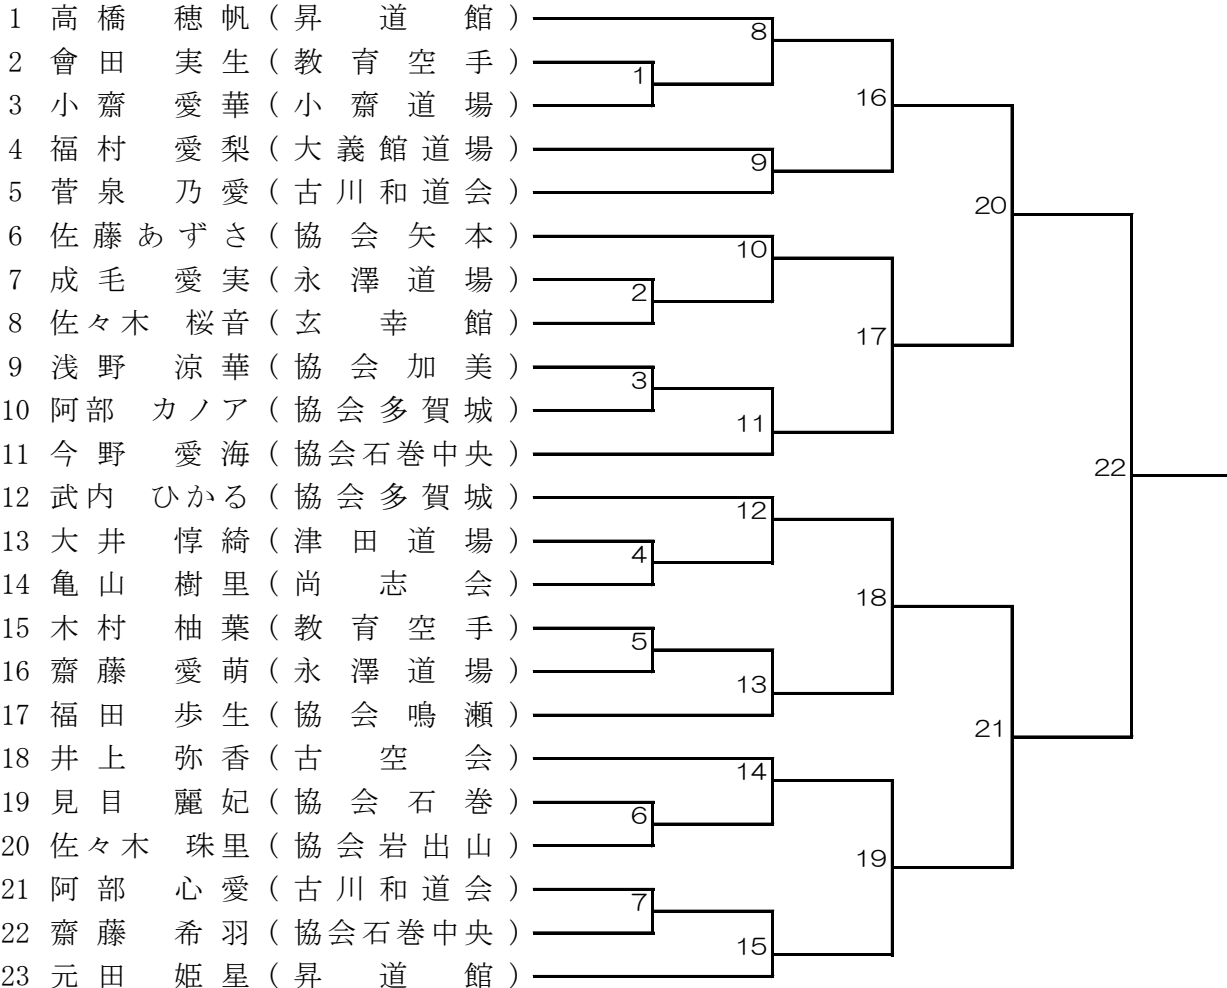 1 高橋 穂帆(昇道館)
2 會田 実生(教育空手)
3 小齋 愛華(小齋道場)
4 福村 愛梨(大義館道場)
5 菅泉 乃愛(古川和道会)
6 佐藤あずさ(協会矢本)
7 成毛 愛実(永澤道場)
8 佐々木 桜音(玄幸館)
9 浅野 涼華(協会加美)
10 阿部 カノア(協会多賀城)
11 今野 愛海(協会石巻中央)
12 武内 ひかる(協会多賀城)
13 大井 惇綺(津田道場)
14 亀山 樹里(尚志会)
15 木村 柚葉(教育空手)
16 齋藤 愛萌(永澤道場)
17 福田 歩生(協会鳴瀬)
18 井上 弥香(古空会)
19 見目 麗妃(協会石巻)
20 佐々木 珠里(協会岩出山)
21 阿部 心愛(古川和道会)
22 齋藤 希羽(協会石巻中央)
23 元田 姫星(昇道館)
1
2
3
4
5
6
7
8
9
10
11
12
13
14
15
16
17
18
19
20
21
22